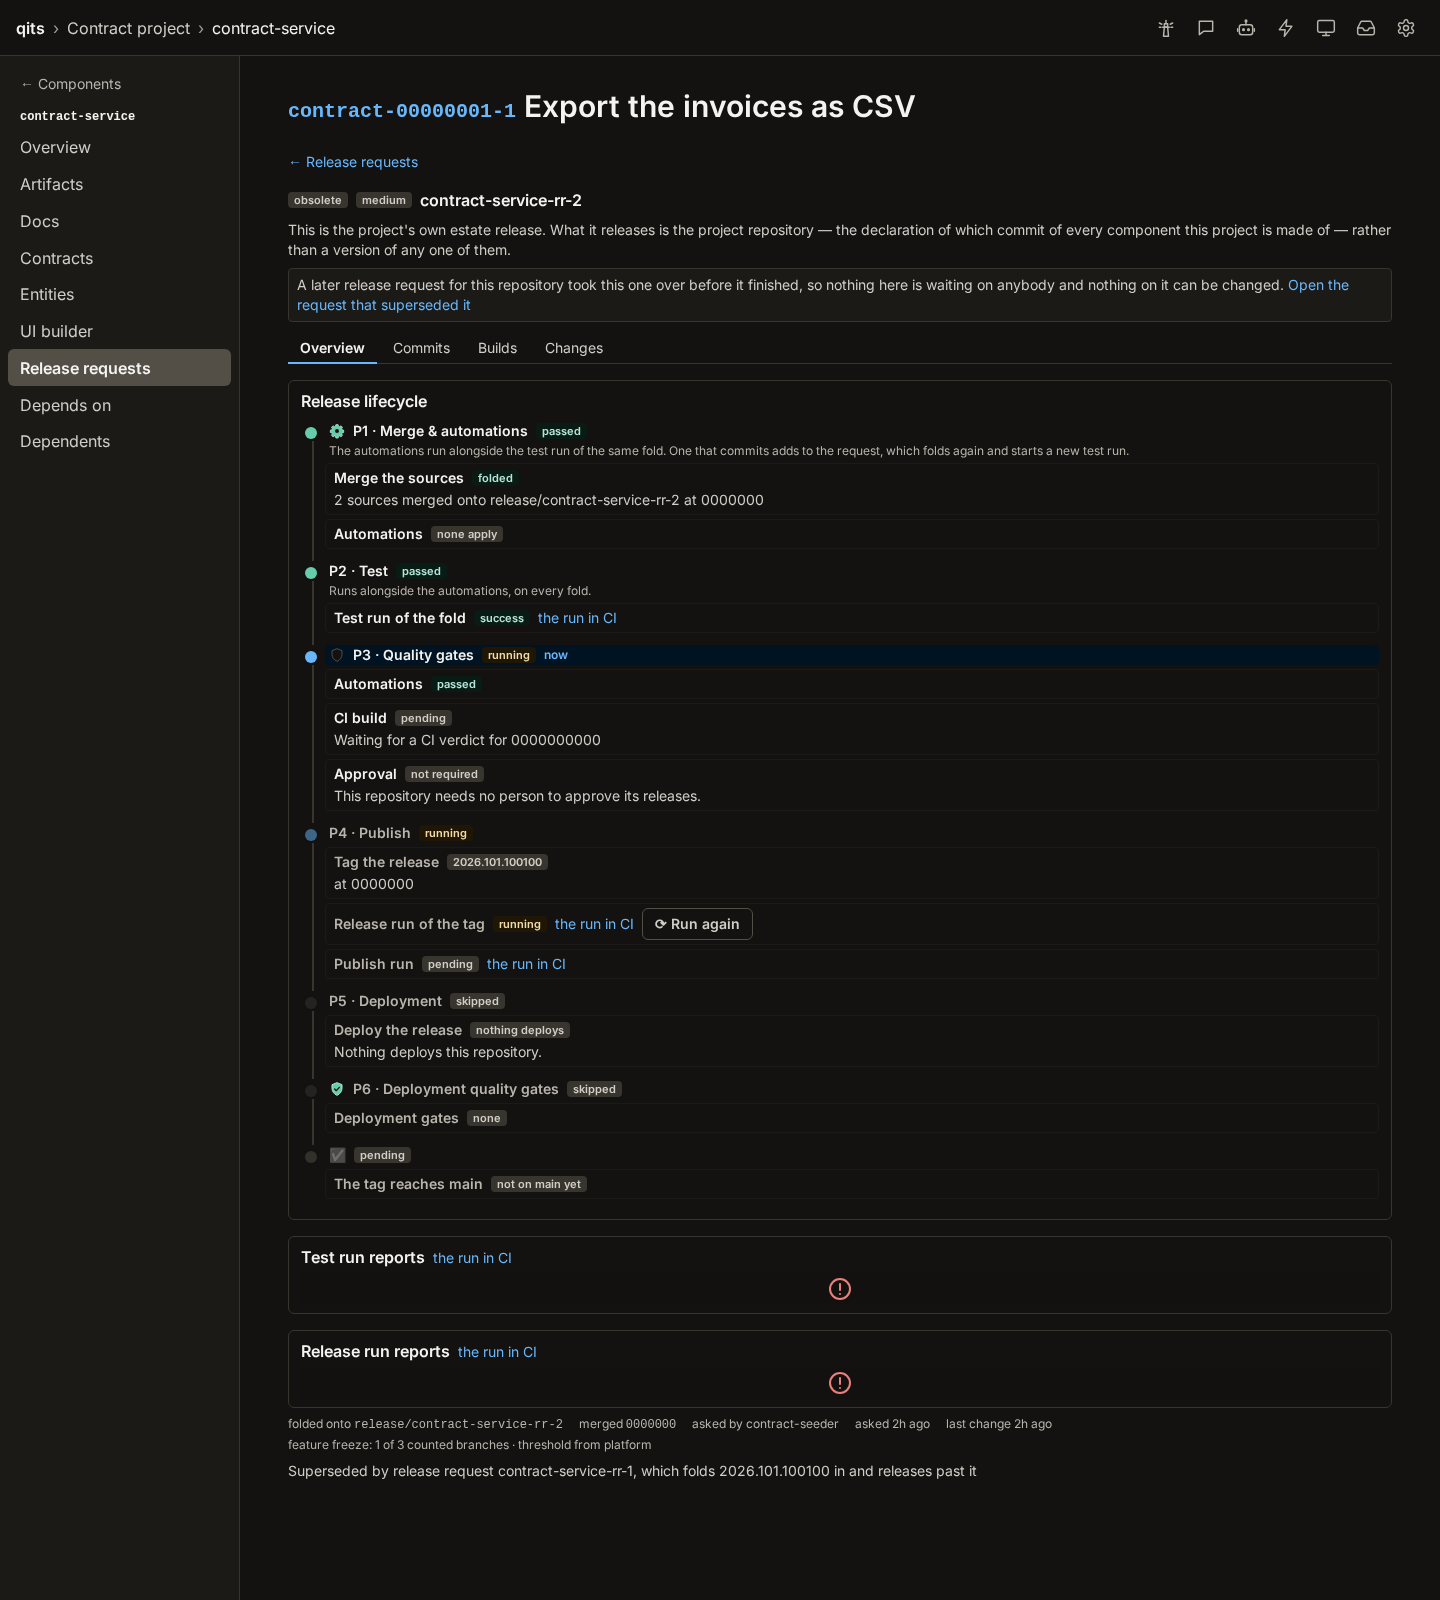 qits › Contract project › contract-service
← Components
contract-service
Overview
Artifacts
Docs
Contracts
Entities
UI builder
Release requests
Depends on
Dependents
contract-00000001-1 Export the invoices as CSV
← Release requests
obsolete medium contract-service-rr-2
This is the project's own estate release. What it releases is the project repository — the declaration of which commit of every component this project is made of — rather
than a version of any one of them.
A later release request for this repository took this one over before it finished, so nothing here is waiting on anybody and nothing on it can be changed. Open the
request that superseded it
Overview Commits Builds Changes
Release lifecycle
P1 · Merge & automations passed
The automations run alongside the test run of the same fold. One that commits adds to the request, which folds again and starts a new test run.
Merge the sources folded
2 sources merged onto release/contract-service-rr-2 at 0000000
Automations none apply
P2 · Test passed
Runs alongside the automations, on every fold.
Test run of the fold success the run in CI
P3 · Quality gates running now
Automations passed
CI build pending
Waiting for a CI verdict for 0000000000
Approval not required
This repository needs no person to approve its releases.
P4 · Publish running
Tag the release 2026.101.100100
at 0000000
Release run of the tag running the run in CI ⟳ Run again
Publish run pending the run in CI
P5 · Deployment skipped
Deploy the release nothing deploys
Nothing deploys this repository.
P6 · Deployment quality gates skipped
Deployment gates none
pending
The tag reaches main not on main yet
Test run reports the run in CI
Release run reports the run in CI
folded onto release/contract-service-rr-2 merged 0000000 asked by contract-seeder asked 2h ago last change 2h ago
feature freeze: 1 of 3 counted branches · threshold from platform
Superseded by release request contract-service-rr-1, which folds 2026.101.100100 in and releases past it